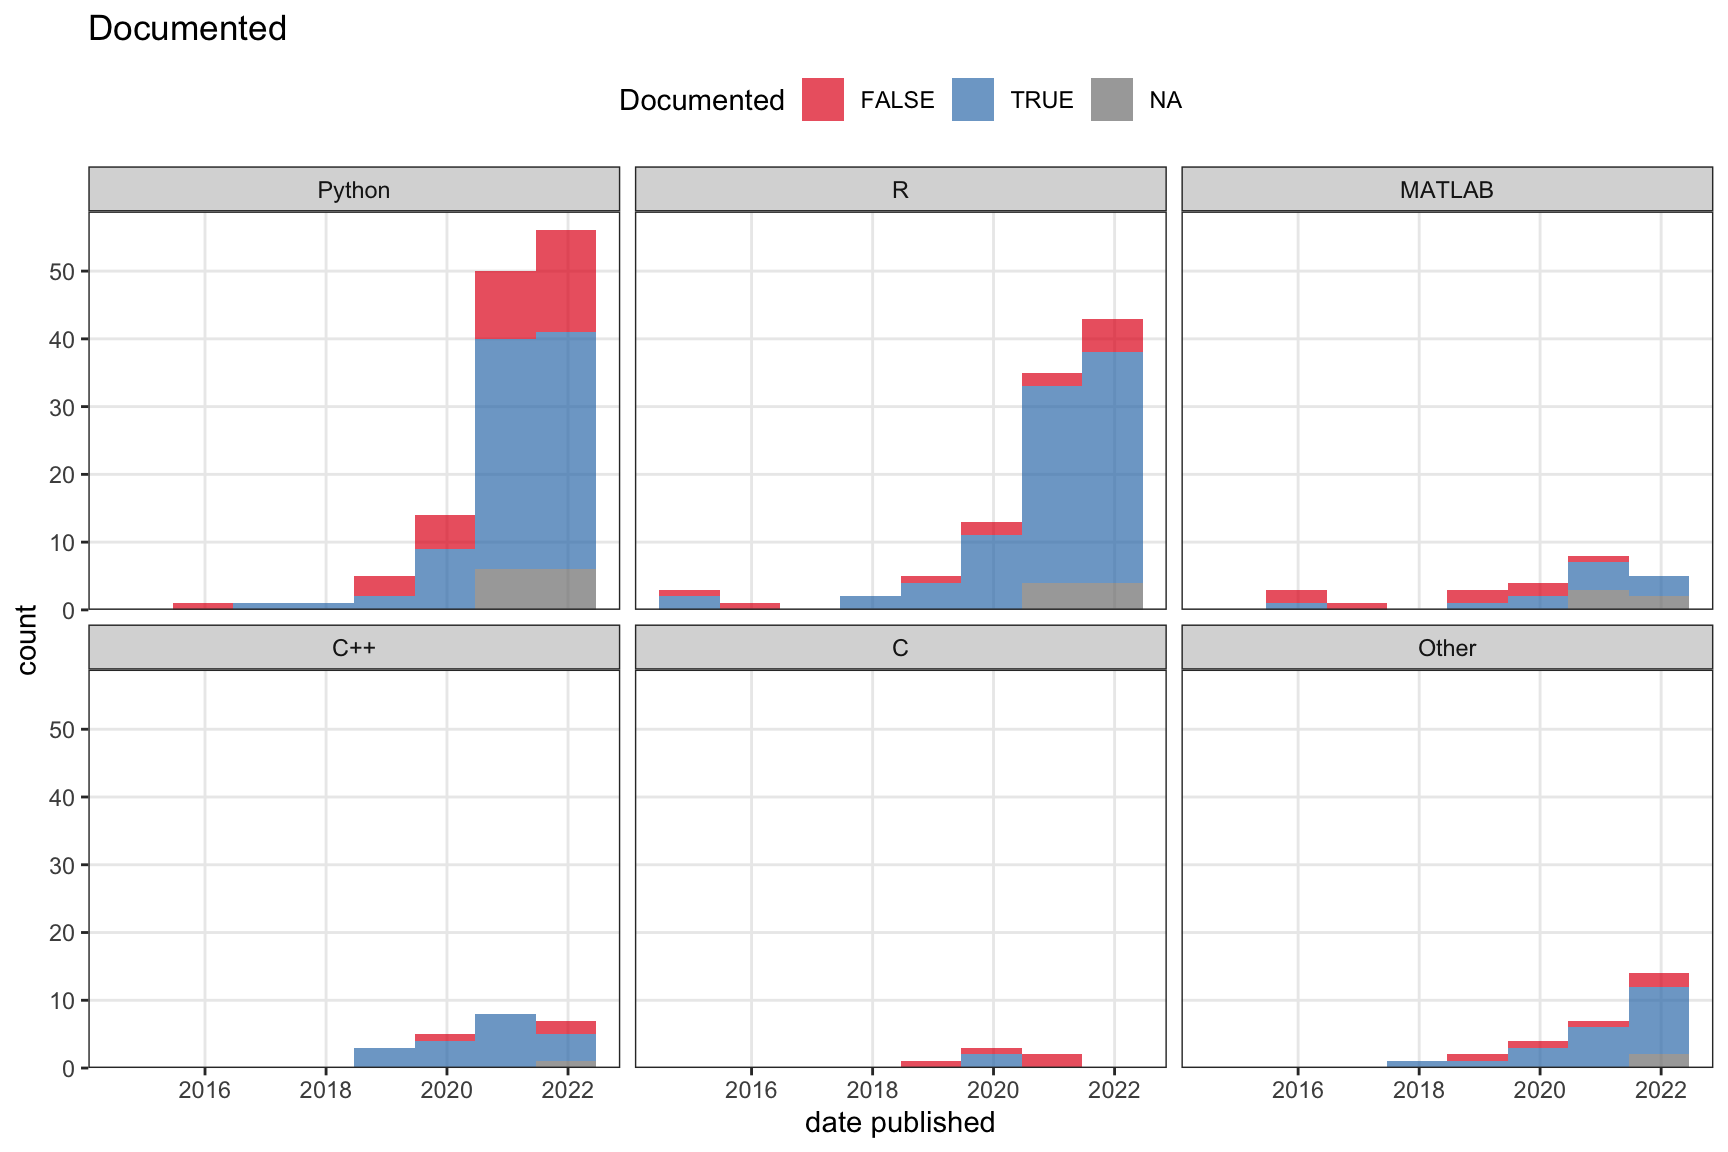 Documented
Documented FALSE TRUE NA
Python R MATLAB
50
40
30
20
10
0
C++ C Other
50
40
30
20
10
0
count
2016 2018 2020 2022 2016 2018 2020 2022 2016 2018 2020 2022
date published